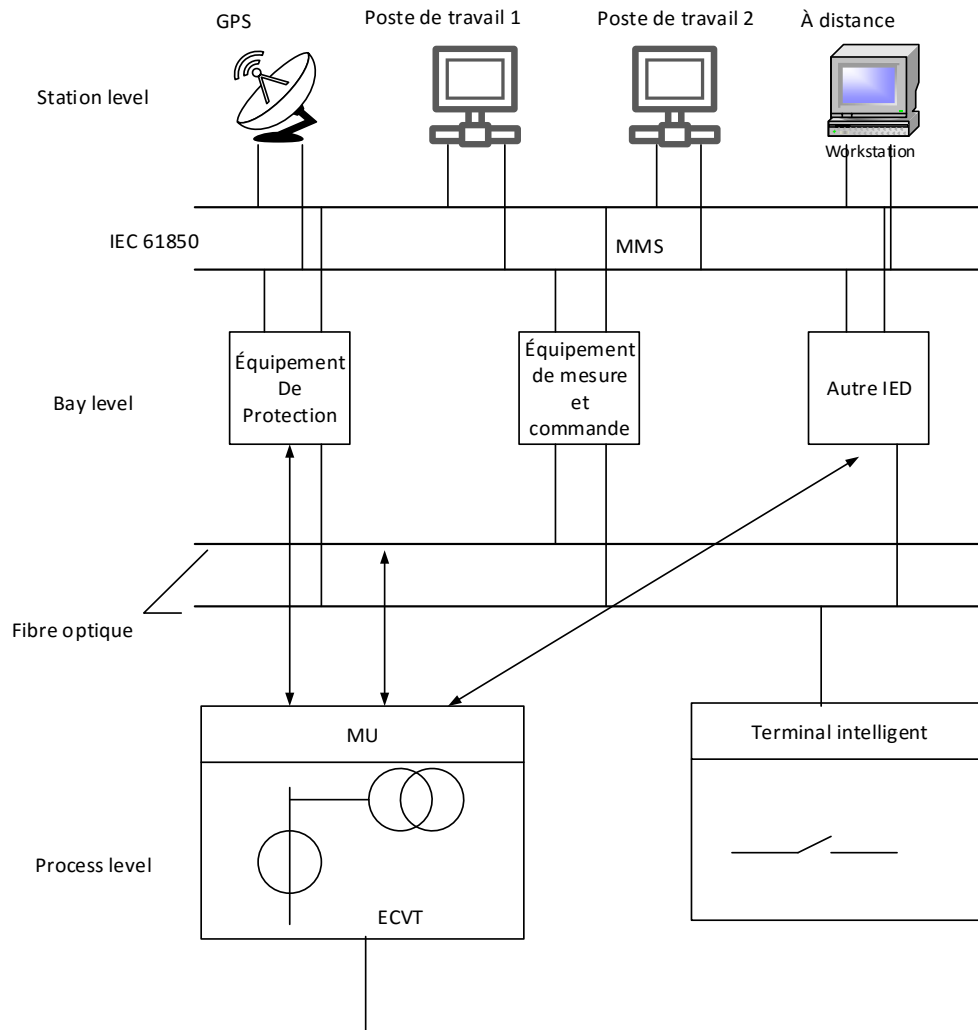 GPS
Poste de travail 1
Poste de travail 2
À distance
Station level
Workstation
IEC 61850
MMS
Équipement
De
Protection
Équipement
de mesure
et
commande
Autre IED
Bay level
Fibre optique
MU
Terminal intelligent
Process level
ECVT